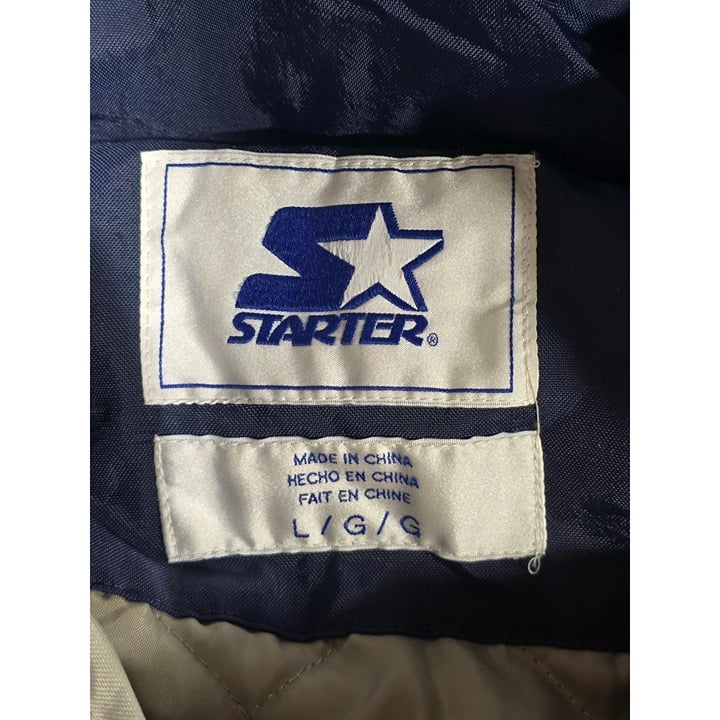 STARTER®
MADE IN CHINA
HECHO EN CHINA
FAIT EN CHINE
L / G / G